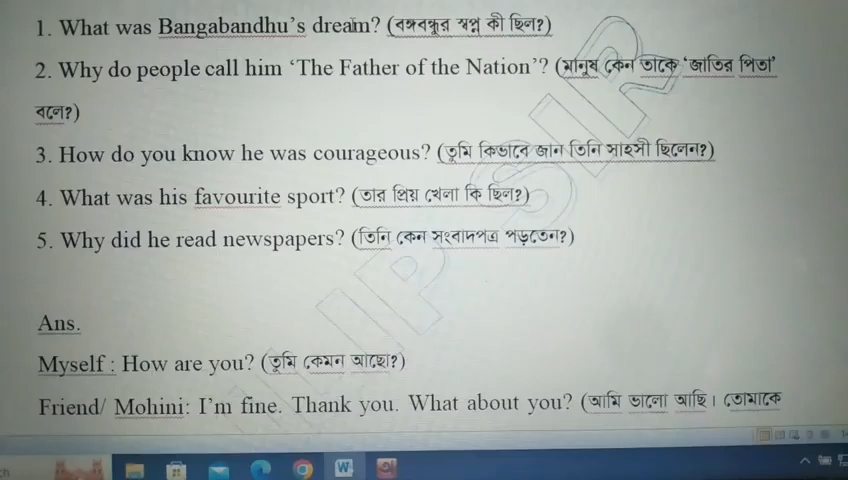 1. What was Bangabandhu's dream? (বঙ্গবন্ধুর স্বপ্ন কী ছিল?)
2. Why do people call him 'The Father of the Nation'? (মানুষ কেন তাকে 'জাতির পিতা'
বলে?)
3. How do you know he was courageous? (তুমি কিভাবে জান তিনি সাহসী ছিলেন?)
4. What was his favourite sport? (তার প্রিয় খেলা কি ছিল?)
5. Why did he read newspapers? (তিনি কেন সংবাদপত্র পড়তেন?)
Ans.
Myself : How are you? (তুমি কেমন আছো?)
Friend/ Mohini: I'm fine. Thank you. What about you? (আমি ভালো আছি। তোমাকে